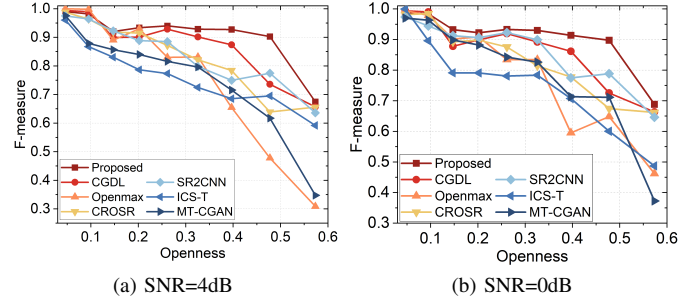 1.0
0.9
0.8
0.7
0.6
0.5
0.4
0.3
F-measure
Proposed
CGDL
Openmax
CROSR
SR2CNN
ICS-T
MT-CGAN
0.1 0.2 0.3 0.4 0.5 0.6
Openness
(a) SNR=4dB
1.0
0.9
0.8
0.7
0.6
0.5
0.4
0.3
F-measure
Proposed
CGDL
Openmax
CROSR
SR2CNN
ICS-T
MT-CGAN
0.0 0.1 0.2 0.3 0.4 0.5 0.6
Openness
(b) SNR=0dB